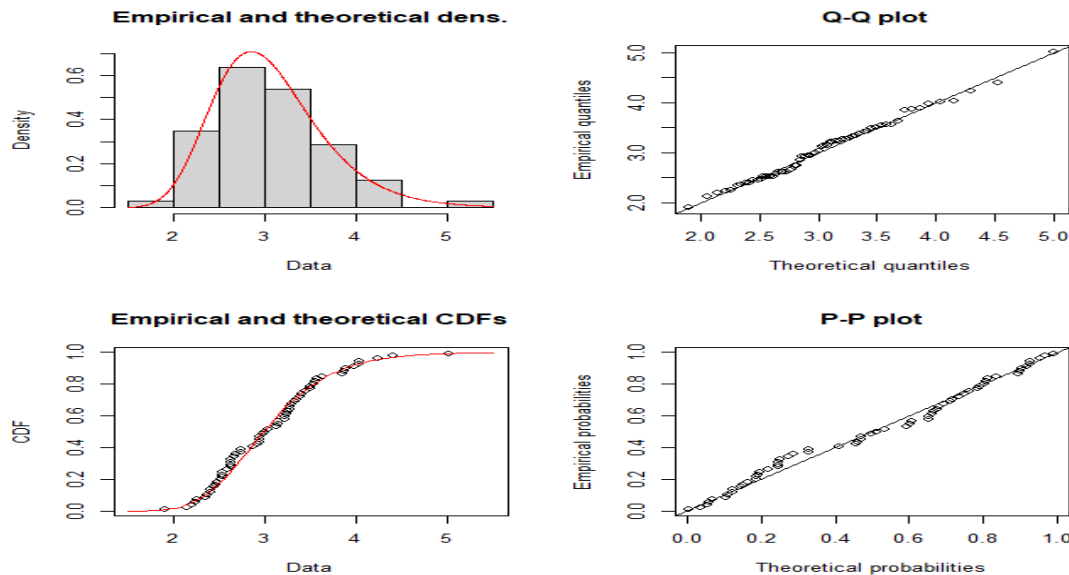 Empirical and theoretical dens.
Density
0.0 0.2 0.4 0.6
2 3 4 5
Data
Q-Q plot
Empirical quantiles
2.0 3.0 4.0 5.0
2.0 2.5 3.0 3.5 4.0 4.5 5.0
Theoretical quantiles
Empirical and theoretical CDFs
CDF
0.0 0.2 0.4 0.6 0.8 1.0
2 3 4 5
Data
P-P plot
Empirical probabilities
0.0 0.2 0.4 0.6 0.8 1.0
0.0 0.2 0.4 0.6 0.8 1.0
Theoretical probabilities